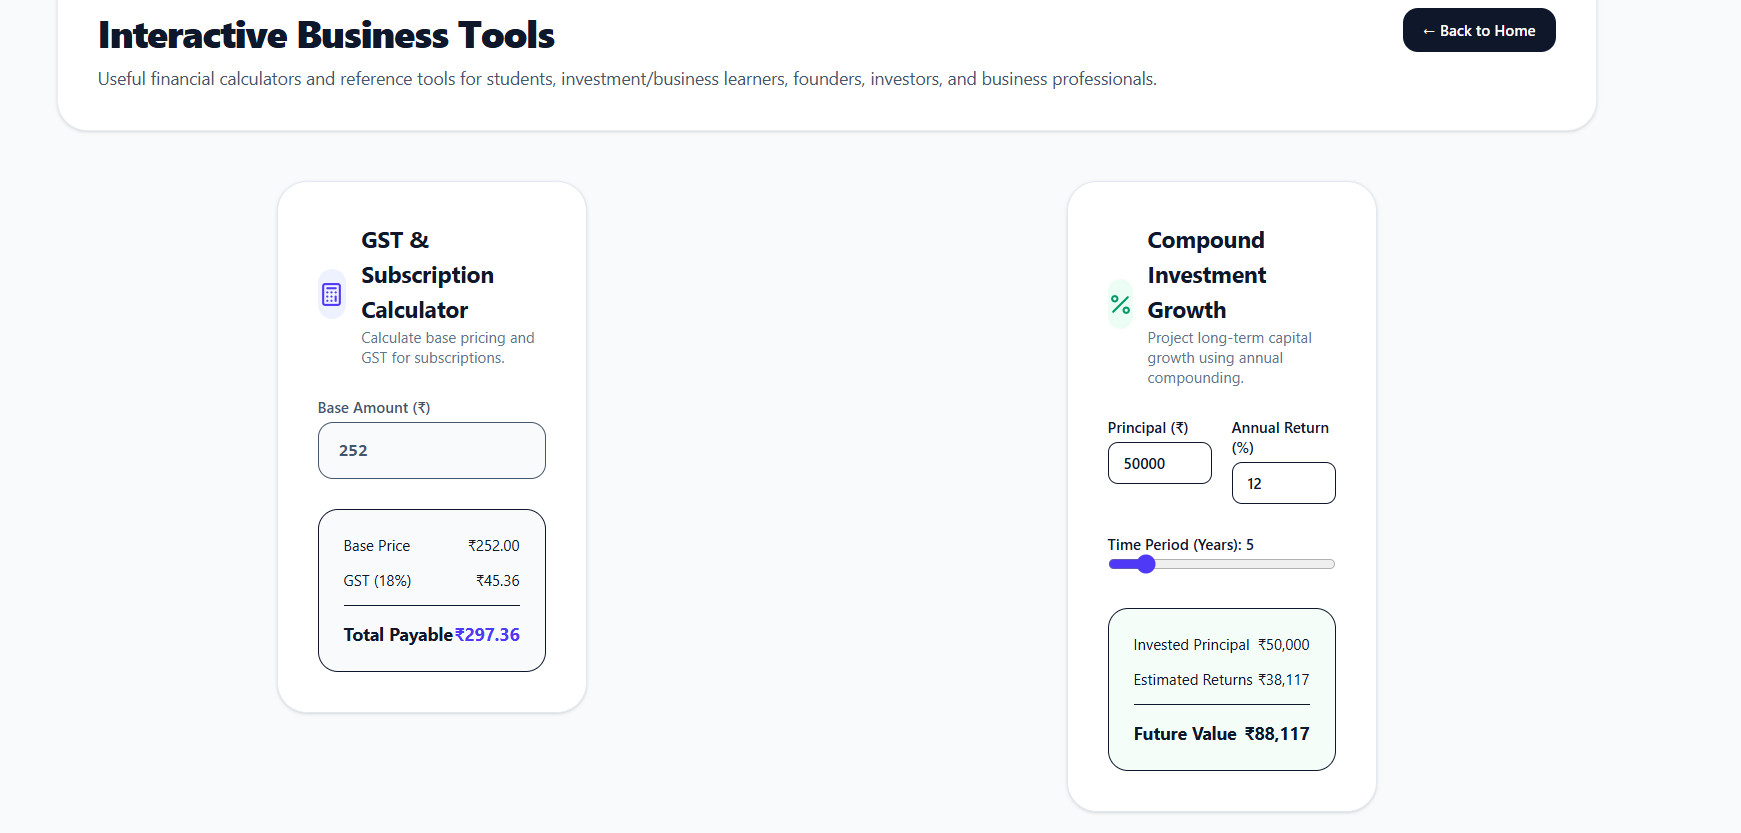 Interactive Business Tools
← Back to Home
Useful financial calculators and reference tools for students, investment/business learners, founders, investors, and business professionals.
GST &
Subscription
Calculator
Calculate base pricing and
GST for subscriptions.
Base Amount (₹)
252
Base Price ₹252.00
GST (18%) ₹45.36
Total Payable ₹297.36
Compound
Investment
Growth
Project long-term capital
growth using annual
compounding.
Principal (₹)
50000
Annual Return
(%)
12
Time Period (Years): 5
Invested Principal ₹50,000
Estimated Returns ₹38,117
Future Value ₹88,117